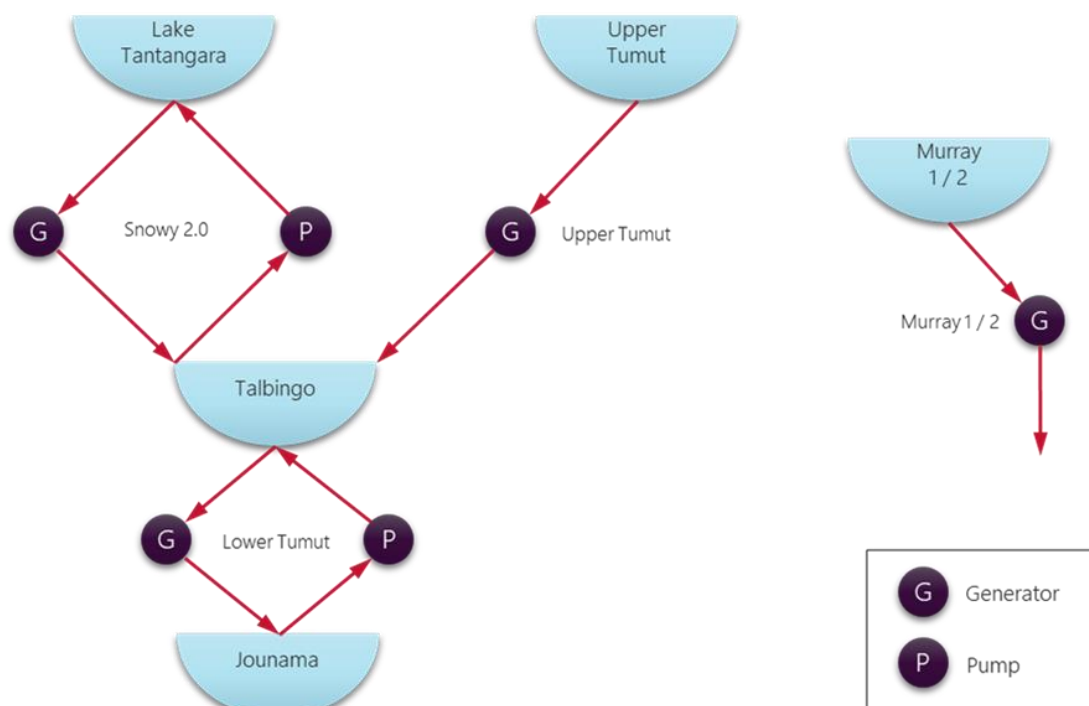 Lake
Tantangara
Upper
Tumut
Murray
1 / 2
G
Snowy 2.0
P
G
Upper Tumut
Murray 1 / 2
G
Talbingo
G
Lower Tumut
P
Jounama
G
Generator
P
Pump